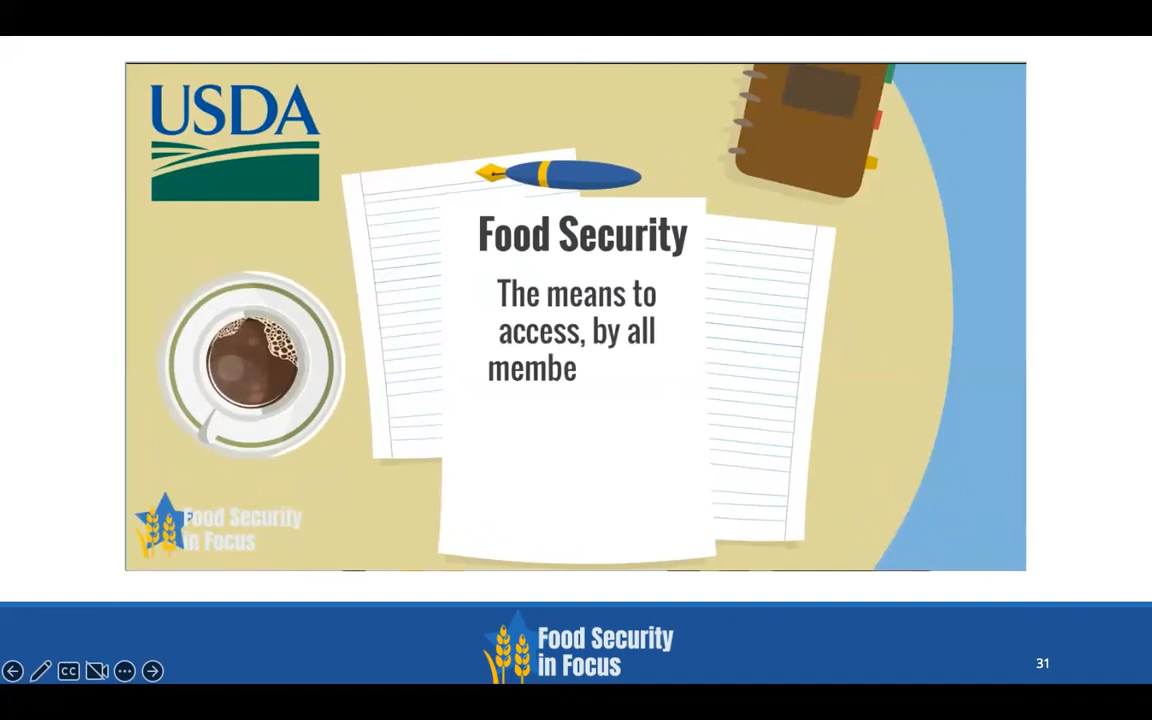 USDA
Food Security
The means to
access, by all
membe
Food Security
in Focus
Food Security
in Focus
CC
31